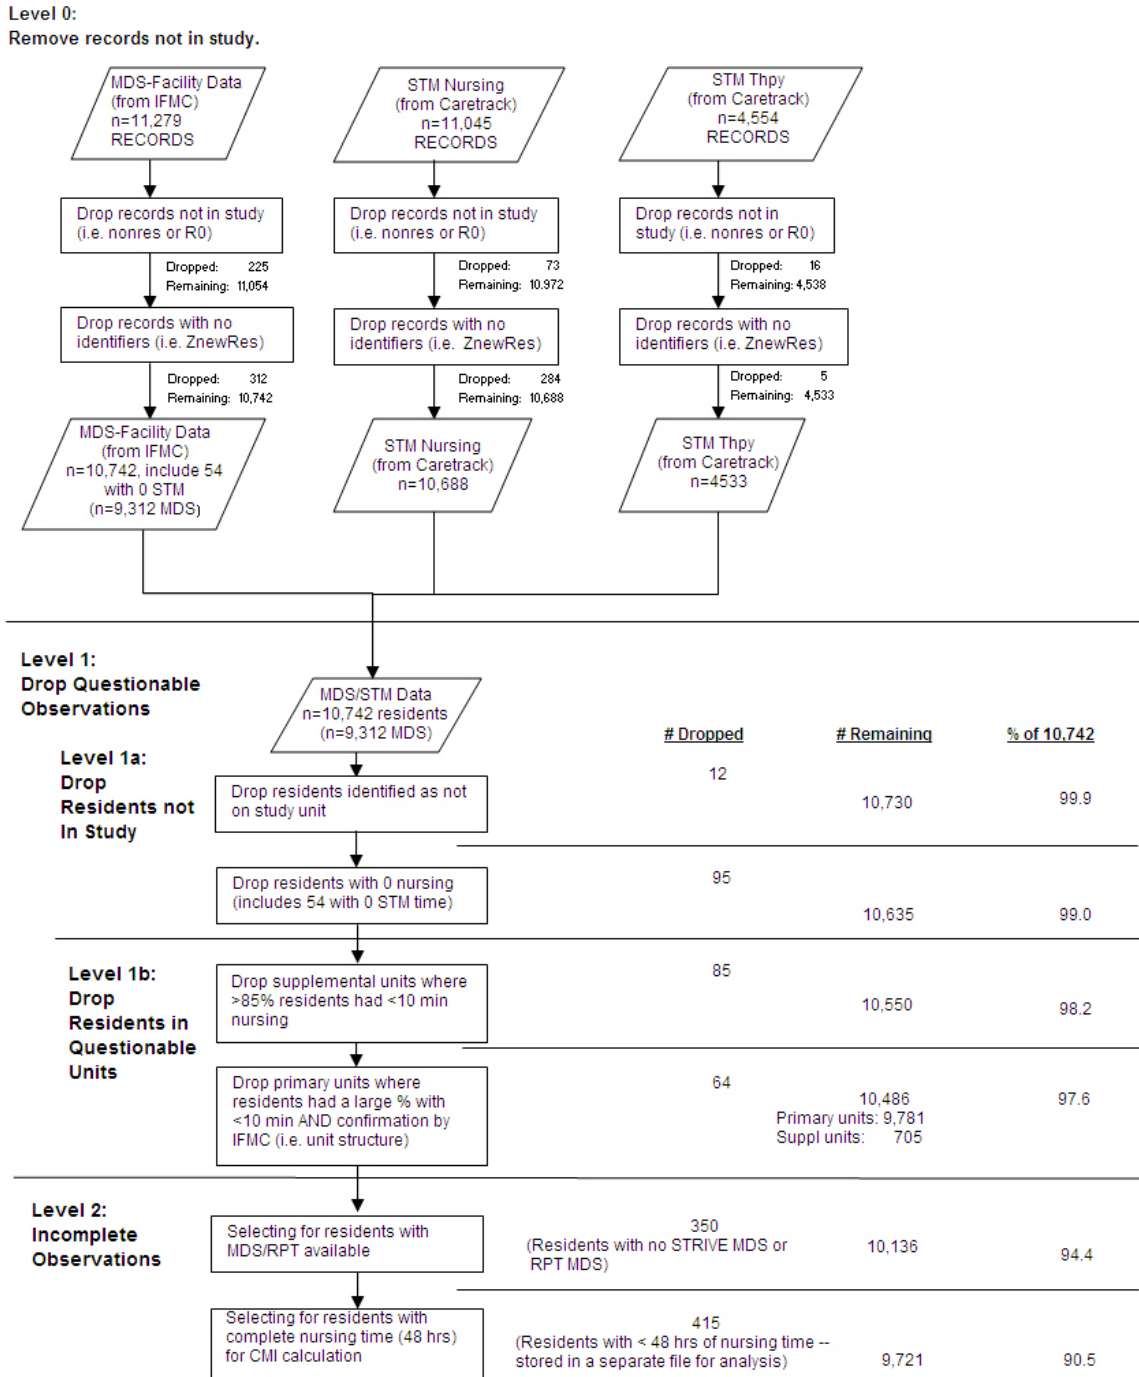 Level 0:
Remove records not in study.
MDS-Facility Data
(from IFMC)
n=11,279
RECORDS
STM Nursing
(from Caretrack)
n=11,045
RECORDS
STM Thpy
(from Caretrack)
n=4,554
RECORDS
Drop records not in study
(i.e. nonres or R0)
Drop records not in study
(i.e. nonres or R0)
Drop records not in
study (i.e. nonres or R0)
Dropped: 225
Remaining: 11,054
Dropped: 73
Remaining: 10.972
Dropped: 16
Remaining: 4,538
Drop records with no
identifiers (i.e. ZnewRes)
Drop records with no
identifiers (i.e. ZnewRes)
Drop records with no
identifiers (i.e. ZnewRes)
Dropped: 312
Remaining: 10,742
Dropped: 284
Remaining: 10,688
Dropped: 5
Remaining: 4,533
MDS-Facility Data
(from IFMC)
n=10,742, include 54
with 0 STM
(n=9,312 MDS)
STM Nursing
(from Caretrack)
n=10,688
STM Thpy
(from Caretrack)
n=4533
Level 1:
Drop Questionable
Observations
MDS/STM Data
n=10,742 residents
(n=9,312 MDS)
# Dropped # Remaining % of 10,742
Level 1a:
Drop
Residents not
In Study
Drop residents identified as not
on study unit
12
10,730 99.9
Drop residents with 0 nursing
(includes 54 with 0 STM time)
95
10,635 99.0
Level 1b:
Drop
Residents in
Questionable
Units
Drop supplemental units where
>85% residents had <10 min
nursing
85
10,550 98.2
Drop primary units where
residents had a large % with
<10 min AND confirmation by
IFMC (i.e. unit structure)
64
10,486 97.6
Primary units: 9,781
Suppl units: 705
Level 2:
Incomplete
Observations
Selecting for residents with
MDS/RPT available
350
(Residents with no STRIVE MDS or
RPT MDS)
10,136 94.4
Selecting for residents with
complete nursing time (48 hrs)
for CMI calculation
415
(Residents with < 48 hrs of nursing time --
stored in a separate file for analysis)
9,721 90.5